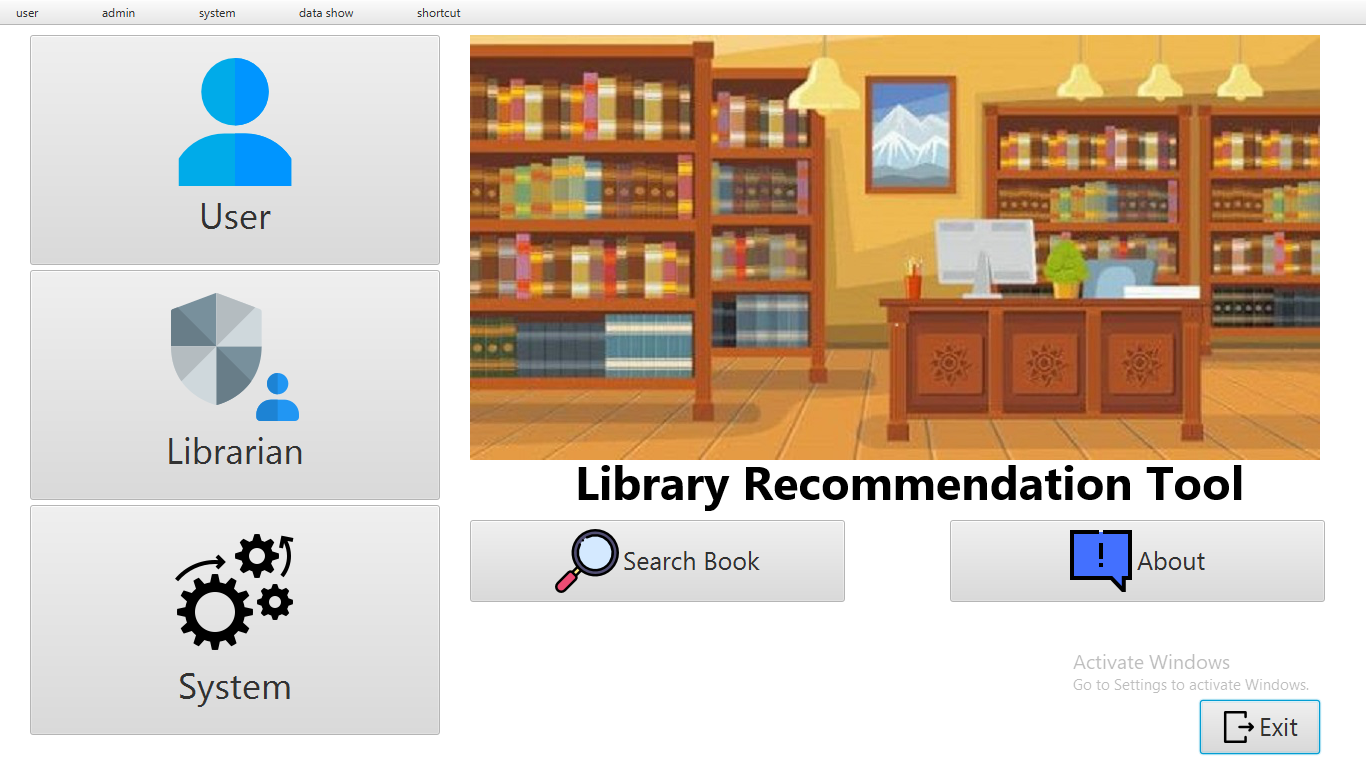 user admin system data show shortcut
User
Librarian
System
Library Recommendation Tool
Search Book
About
Activate Windows
Go to Settings to activate Windows.
Exit